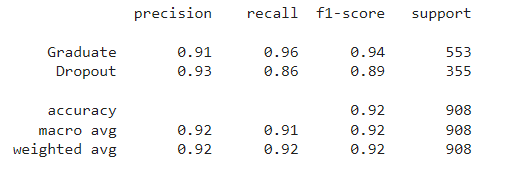 precision recall f1-score support
Graduate 0.91 0.96 0.94 553
Dropout 0.93 0.86 0.89 355
accuracy 0.92 908
macro avg 0.92 0.91 0.92 908
weighted avg 0.92 0.92 0.92 908